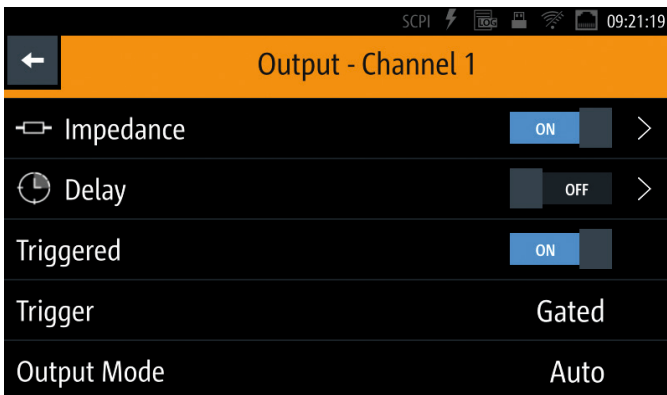 SCPI LOG 09:21:19
Output - Channel 1
Impedance ON
Delay OFF
Triggered ON
Trigger Gated
Output Mode Auto